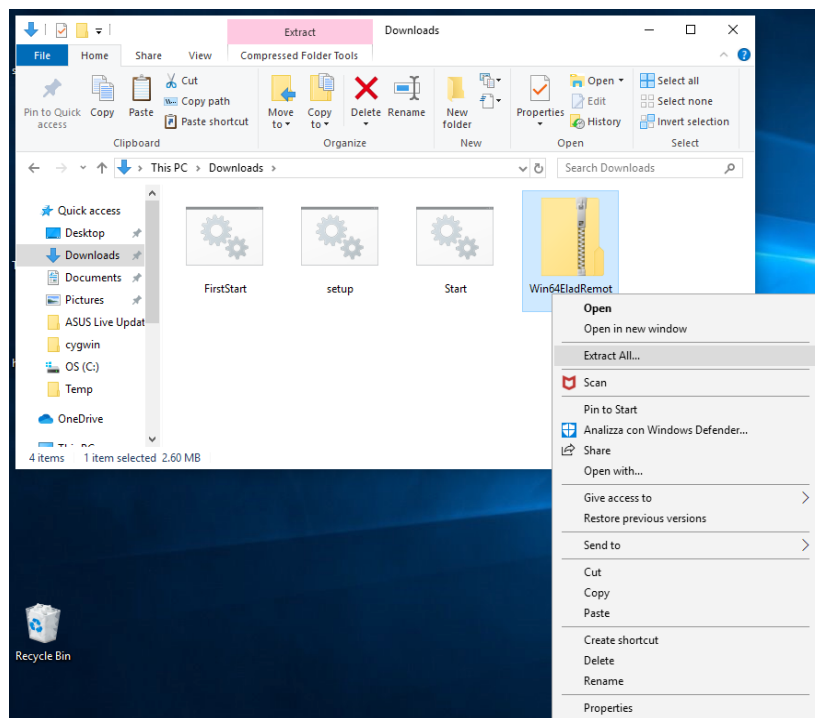 Extract
Downloads
File
Home
Share
View
Compressed Folder Tools
Pin to Quick access
Copy
Paste
Cut
Copy path
Paste shortcut
Move to
Copy to
Delete
Rename
New folder
Properties
Open
Edit
History
Select all
Select none
Invert selection
Clipboard
Organize
New
Open
Select
This PC
Downloads
Search Downloads
Quick access
Desktop
Downloads
Documents
Pictures
ASUS Live Updat
cygwin
OS (C:)
Temp
OneDrive
This PC
FirstStart
setup
Start
Win64EladRemot
4 items
1 item selected 2.60 MB
Open
Open in new window
Extract All...
Scan
Pin to Start
Analizza con Windows Defender...
Share
Open with...
Give access to
Restore previous versions
Send to
Cut
Copy
Paste
Create shortcut
Delete
Rename
Properties
Recycle Bin